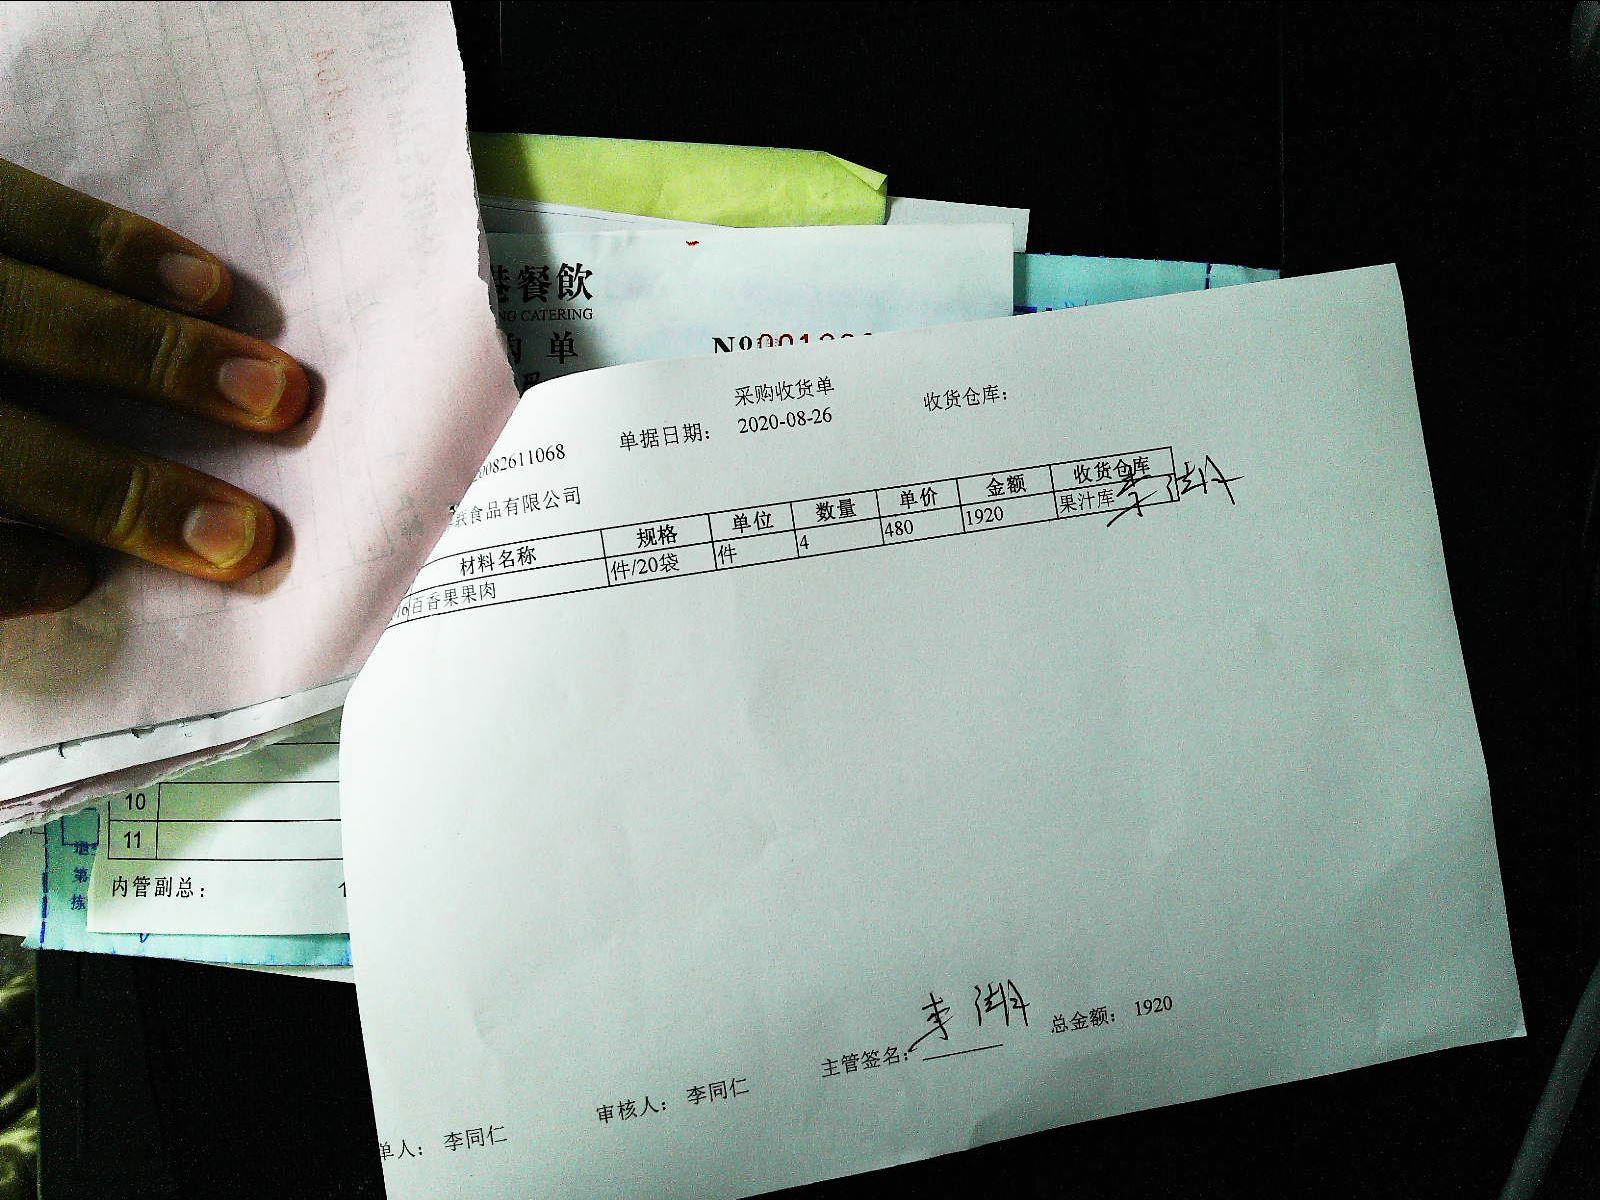 餐飲
NG CATERING
单
№001
采购收货单
0082611068 单据日期： 2020-08-26 收货仓库：
食品有限公司
材料名称 规格 单位 数量 单价 金额 收货仓库
百香果果肉 件/20袋 件 4 480 1920 果汁库
10
11
内管副总：
主管签名： 总金额： 1920
单人： 李同仁 审核人： 李同仁